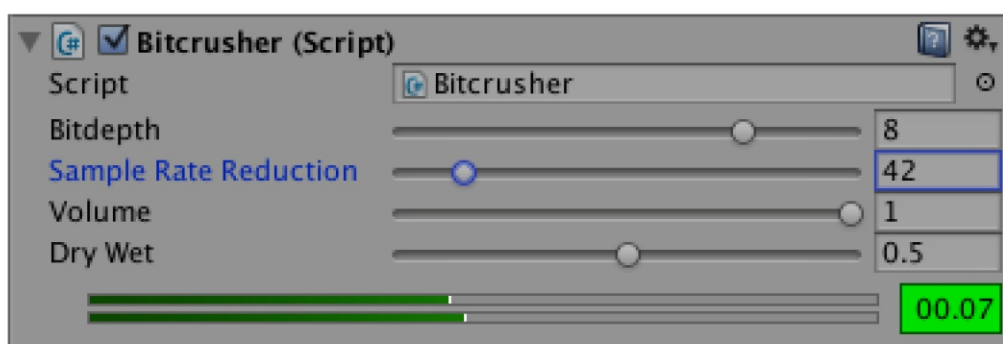 Bitcrusher (Script)
Script Bitcrusher
Bitdepth 8
Sample Rate Reduction 42
Volume 1
Dry Wet 0.5
00.07